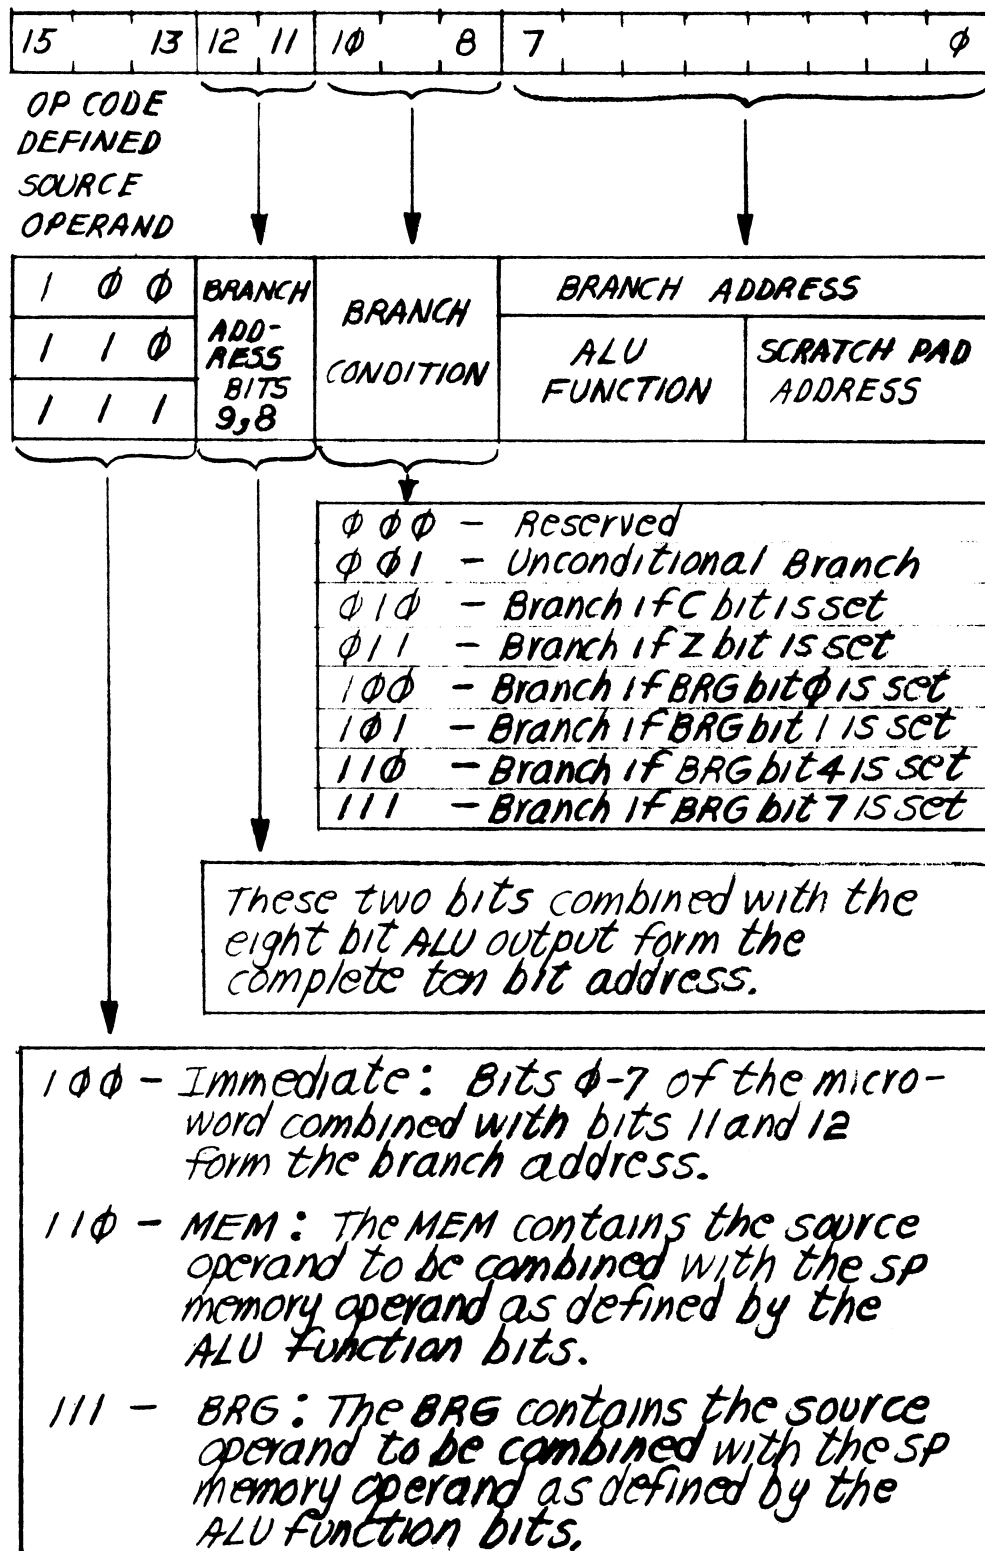 15 13 12 11 1φ 8 7 φ
OP CODE
DEFINED
SOURCE
OPERAND
1 φ φ
1 1 φ
1 1 1
BRANCH
ADD-
RESS
BITS
9,8
BRANCH
CONDITION
BRANCH ADDRESS
ALU
FUNCTION
SCRATCH PAD
ADDRESS
φ φ φ - Reserved
φ φ 1 - Unconditional Branch
φ 1 φ - Branch if C bit is set
φ 1 1 - Branch if Z bit is set
1 φ φ - Branch if BRG bit φ is set
1 φ 1 - Branch if BRG bit 1 is set
1 1 φ - Branch if BRG bit 4 is set
1 1 1 - Branch if BRG bit 7 is set
These two bits combined with the
eight bit ALU output form the
complete ten bit address.
1 φ φ - Immediate: Bits φ-7 of the micro-
word combined with bits 11 and 12
form the branch address.
1 1 φ - MEM: The MEM contains the source
operand to be combined with the SP
memory operand as defined by the
ALU function bits.
1 1 1 - BRG: The BRG contains the source
operand to be combined with the SP
memory operand as defined by the
ALU function bits.